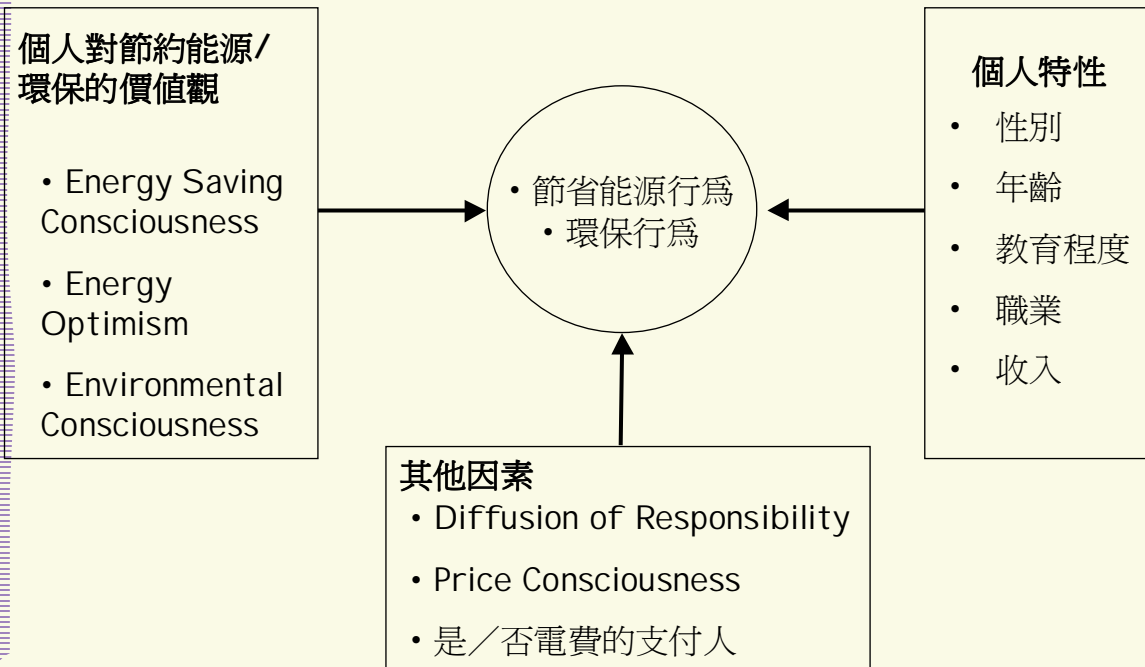 個人對節約能源/
環保的價值觀
• Energy Saving
Consciousness
• Energy
Optimism
• Environmental
Consciousness
• 節省能源行爲
• 環保行爲
個人特性
• 性別
• 年齡
• 教育程度
• 職業
• 收入
其他因素
• Diffusion of Responsibility
• Price Consciousness
• 是／否電費的支付人